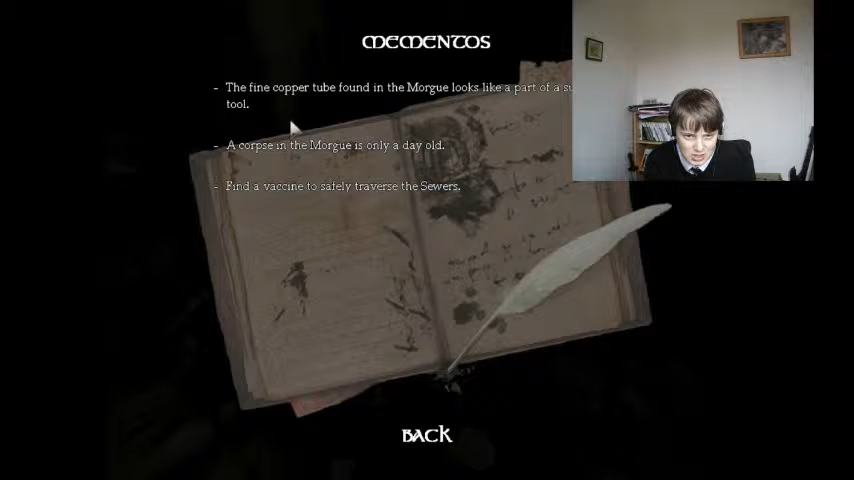 MEMENTOS
- The fine copper tube found in the Morgue looks like a part of a
tool.
- A corpse in the Morgue is only a day old.
- Find a vaccine to safely traverse the Sewers.
BACK